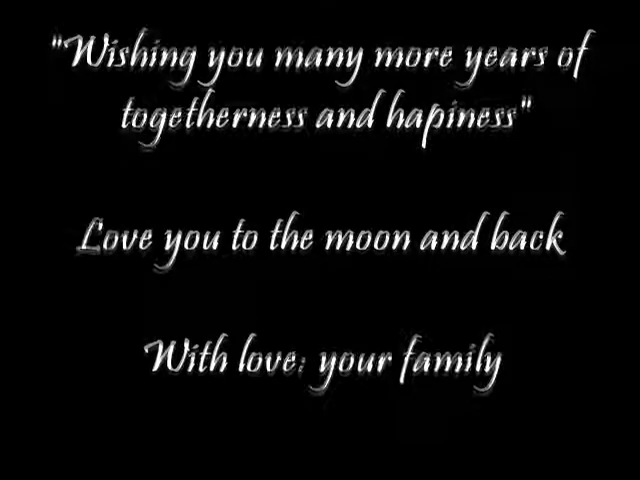 "Wishing you many more years of
togetherness and hapiness"
Love you to the moon and back
With love: your family